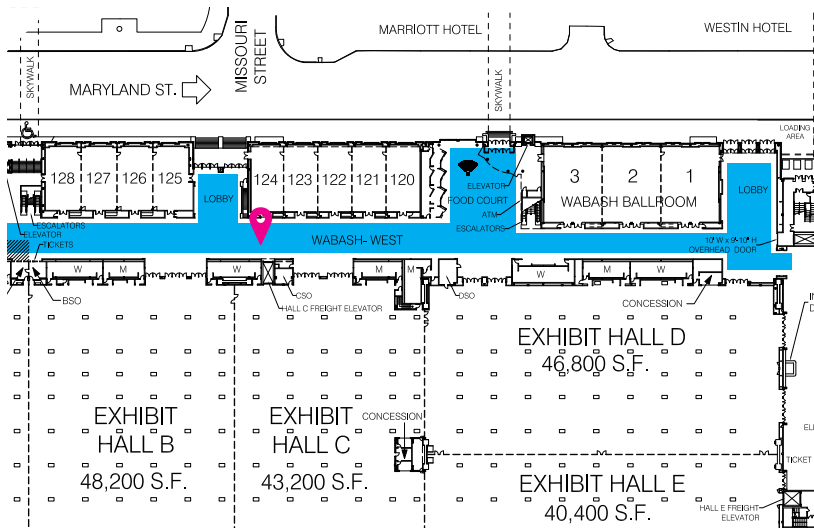 MARRIOTT HOTEL
WESTIN HOTEL
MISSOURI
STREET
SKYWALK
SKYWALK
MARYLAND ST.
LOADING
AREA
128
127
126
125
LOBBY
124
123
122
121
120
ELEVATOR
FOOD COURT
ATM
ESCALATORS
3
2
1
WABASH BALLROOM
LOBBY
ESCALATORS
ELEVATOR
TICKETS
WABASH- WEST
10' W x 9'-10" H
OVERHEAD DOOR
W
M
W
M
M
W
M
W
BSO
CSO
HALL C FREIGHT ELEVATOR
DSO
CONCESSION
EXHIBIT HALL D
46,800 S.F.
EXHIBIT
HALL B
48,200 S.F.
EXHIBIT
HALL C
43,200 S.F.
CONCESSION
EXHIBIT HALL E
40,400 S.F.
TICKET
HALL E FREIGHT
ELEVATOR